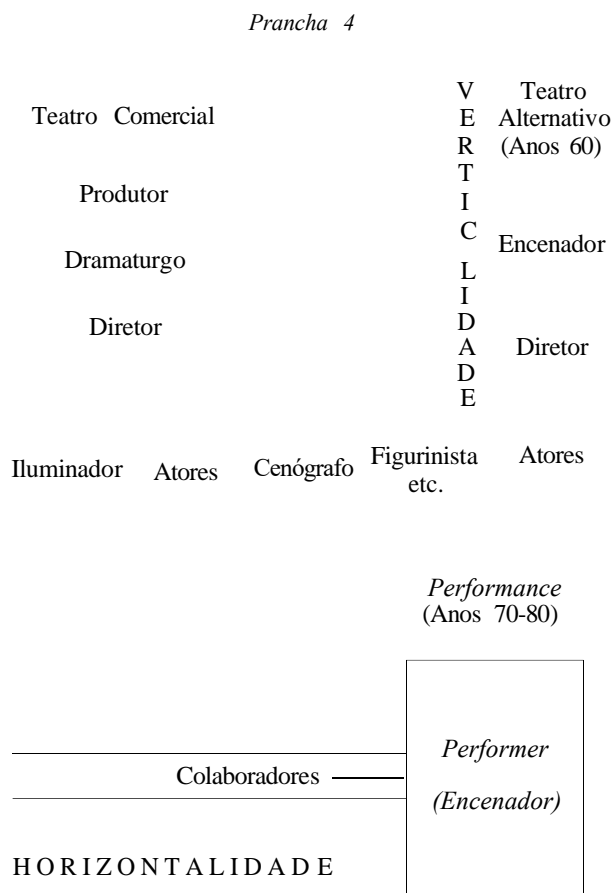 Prancha 4
Teatro Comercial
Produtor
Dramaturgo
Diretor
Iluminador Atores Cenógrafo Figurinista
etc.
V
E
R
T
I
C
L
I
D
A
D
E
Teatro
Alternativo
(Anos 60)
Encenador
Diretor
Atores
Performance
(Anos 70-80)
Colaboradores
Performer
(Encenador)
HORIZONTALIDADE